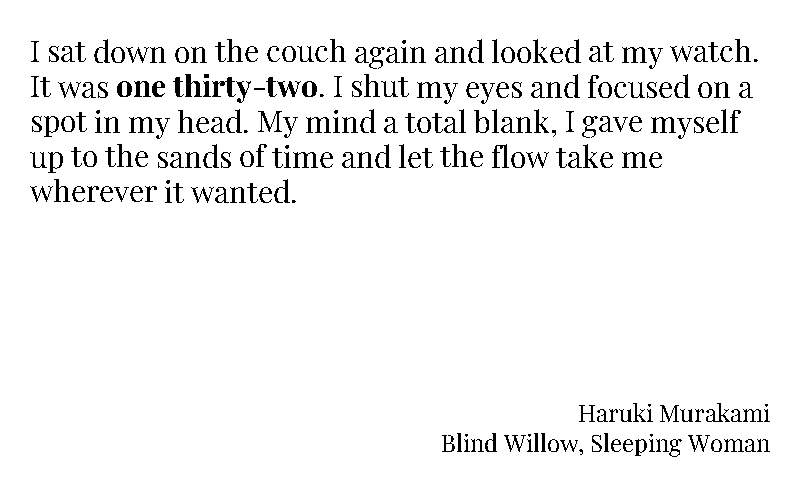 I sat down on the couch again and looked at my watch.
It was one thirty-two. I shut my eyes and focused on a
spot in my head. My mind a total blank, I gave myself
up to the sands of time and let the flow take me
wherever it wanted.
Haruki Murakami
Blind Willow, Sleeping Woman